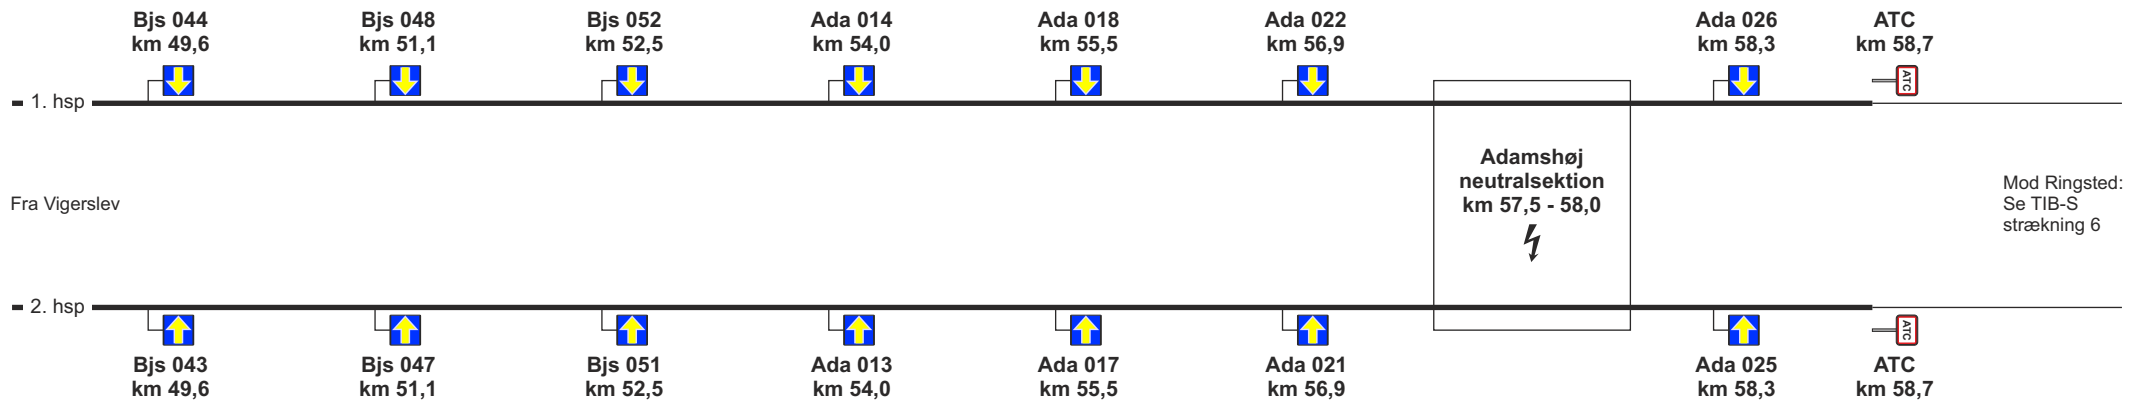 Bjs 044
km 49,6
Bjs 048
km 51,1
Bjs 052
km 52,5
Ada 014
km 54,0
Ada 018
km 55,5
Ada 022
km 56,9
Ada 026
km 58,3
ATC
km 58,7
ATC
1. hsp
Adamshøj
neutralsektion
km 57,5 - 58,0
Fra Vigerslev
Mod Ringsted:
Se TIB-S
strækning 6
2. hsp
ATC
Bjs 043
km 49,6
Bjs 047
km 51,1
Bjs 051
km 52,5
Ada 013
km 54,0
Ada 017
km 55,5
Ada 021
km 56,9
Ada 025
km 58,3
ATC
km 58,7